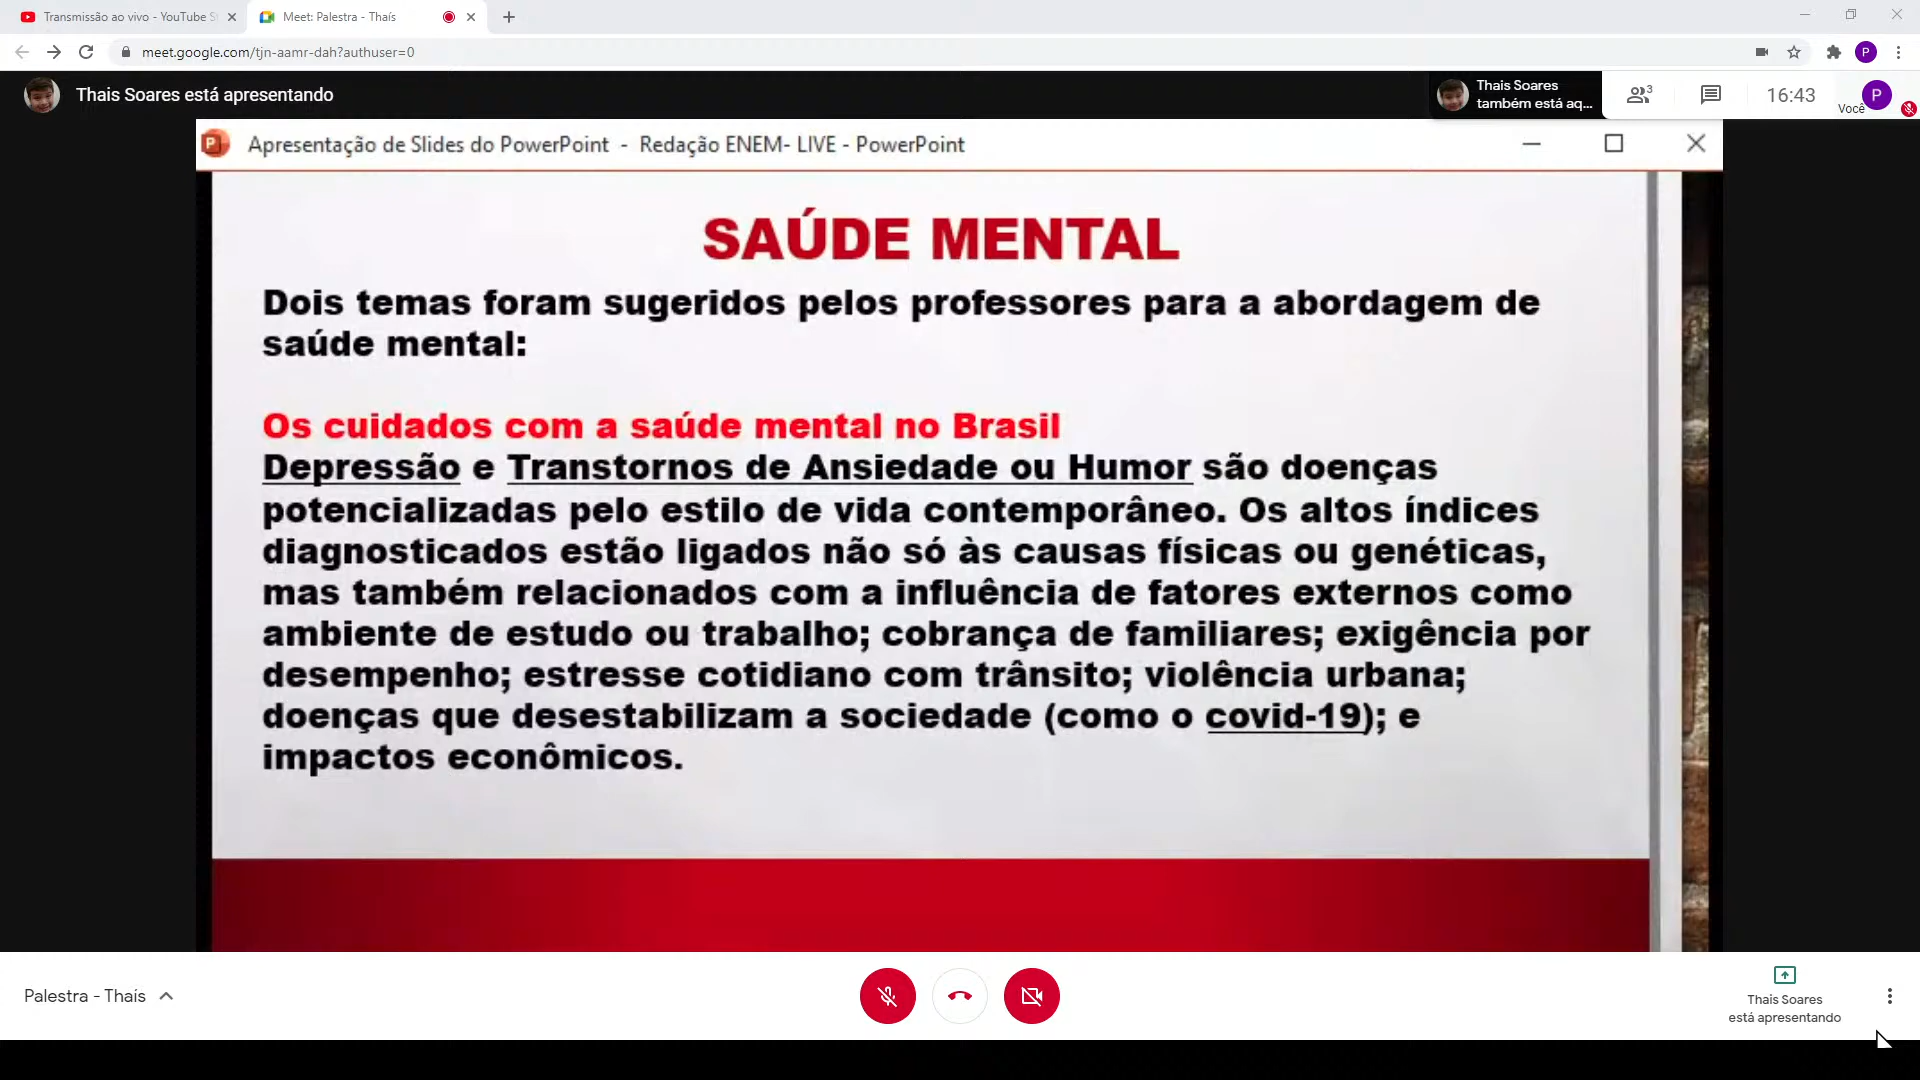 Transmissão ao vivo - YouTube S
Meet: Palestra - Thaís
meet.google.com/tjn-aamr-dah?authuser=0
P
Thais Soares está apresentando
Thais Soares
também está aq...
3
16:43
Você
P
Apresentação de Slides do PowerPoint - Redação ENEM- LIVE - PowerPoint
SAÚDE MENTAL
Dois temas foram sugeridos pelos professores para a abordagem de
saúde mental:
Os cuidados com a saúde mental no Brasil
Depressão e Transtornos de Ansiedade ou Humor são doenças
potencializadas pelo estilo de vida contemporâneo. Os altos índices
diagnosticados estão ligados não só às causas físicas ou genéticas,
mas também relacionados com a influência de fatores externos como
ambiente de estudo ou trabalho; cobrança de familiares; exigência por
desempenho; estresse cotidiano com trânsito; violência urbana;
doenças que desestabilizam a sociedade (como o covid-19); e
impactos econômicos.
Palestra - Thaís
Thais Soares
está apresentando